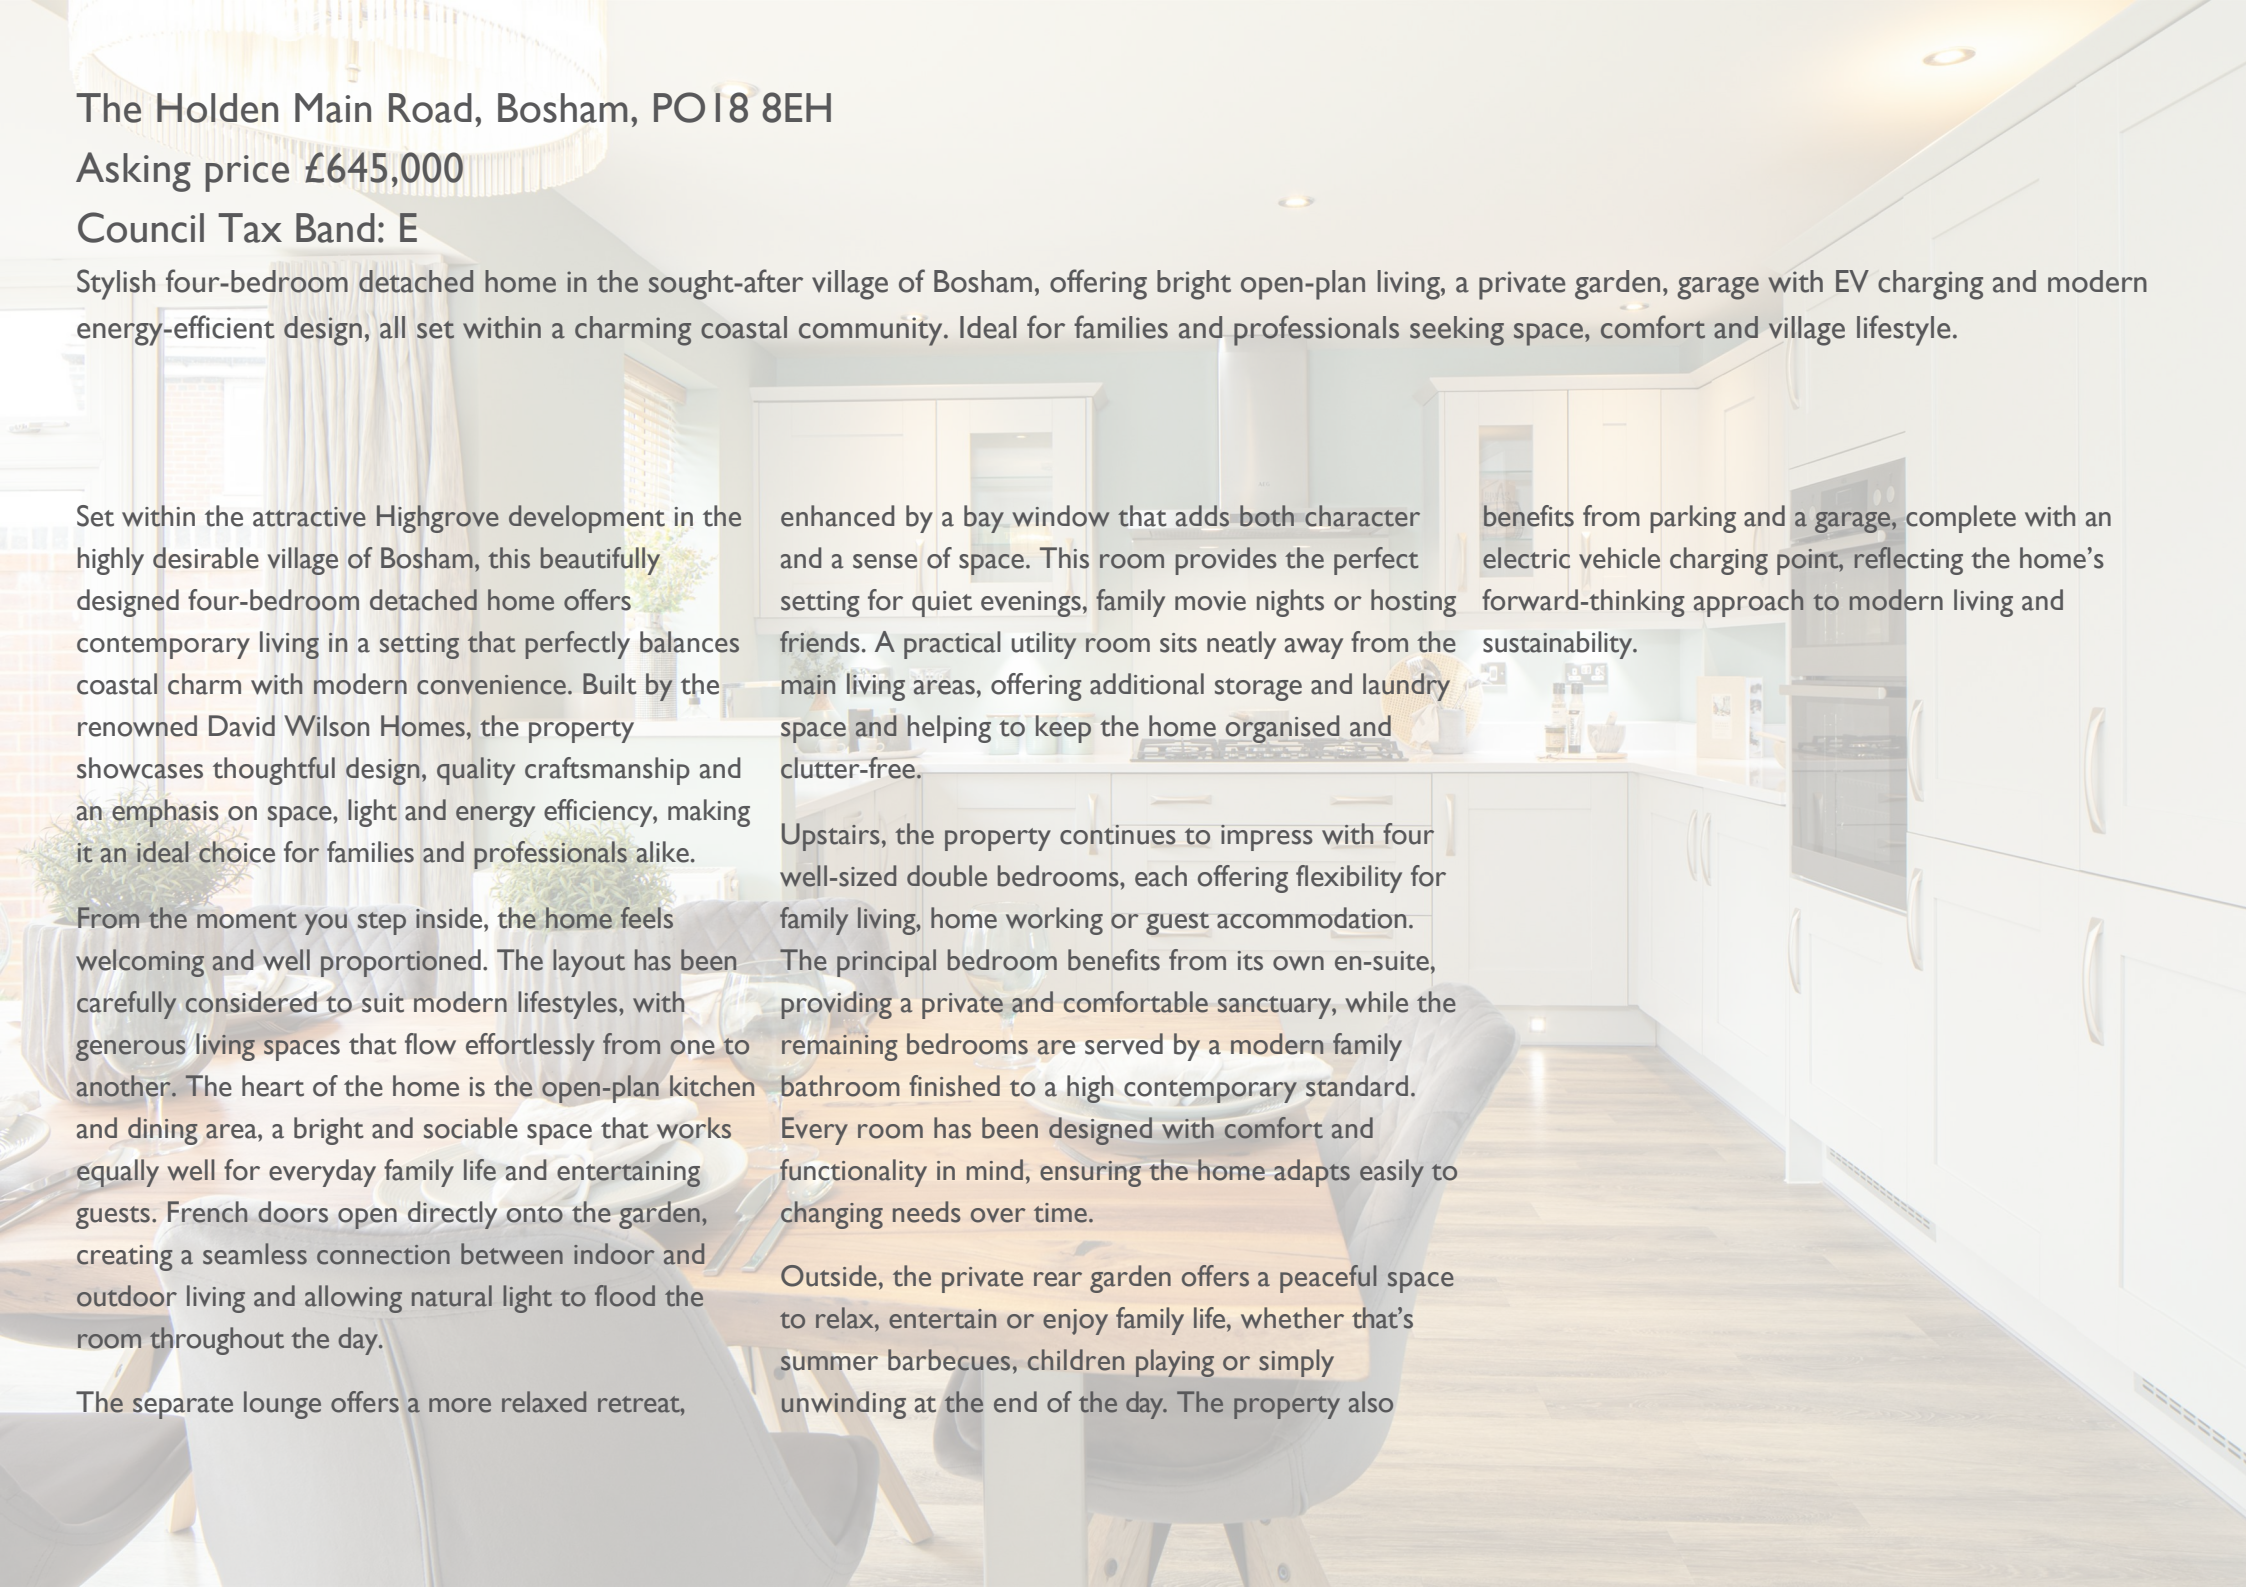 The Holden Main Road, Bosham, PO18 8EH
Asking price £645,000
Council Tax Band: E
Stylish four-bedroom detached home in the sought-after village of Bosham, offering bright open-plan living, a private garden, garage with EV charging and modern
energy-efficient design, all set within a charming coastal community. Ideal for families and professionals seeking space, comfort and village lifestyle.
Set within the attractive Highgrove development in the
highly desirable village of Bosham, this beautifully
designed four-bedroom detached home offers
contemporary living in a setting that perfectly balances
coastal charm with modern convenience. Built by the
renowned David Wilson Homes, the property
showcases thoughtful design, quality craftsmanship and
an emphasis on space, light and energy efficiency, making
it an ideal choice for families and professionals alike.
From the moment you step inside, the home feels
welcoming and well proportioned. The layout has been
carefully considered to suit modern lifestyles, with
generous living spaces that flow effortlessly from one to
another. The heart of the home is the open-plan kitchen
and dining area, a bright and sociable space that works
equally well for everyday family life and entertaining
guests. French doors open directly onto the garden,
creating a seamless connection between indoor and
outdoor living and allowing natural light to flood the
room throughout the day.
The separate lounge offers a more relaxed retreat,
enhanced by a bay window that adds both character
and a sense of space. This room provides the perfect
setting for quiet evenings, family movie nights or hosting
friends. A practical utility room sits neatly away from the
main living areas, offering additional storage and laundry
space and helping to keep the home organised and
clutter-free.
Upstairs, the property continues to impress with four
well-sized double bedrooms, each offering flexibility for
family living, home working or guest accommodation.
The principal bedroom benefits from its own en-suite,
providing a private and comfortable sanctuary, while the
remaining bedrooms are served by a modern family
bathroom finished to a high contemporary standard.
Every room has been designed with comfort and
functionality in mind, ensuring the home adapts easily to
changing needs over time.
Outside, the private rear garden offers a peaceful space
to relax, entertain or enjoy family life, whether that’s
summer barbecues, children playing or simply
unwinding at the end of the day. The property also
benefits from parking and a garage, complete with an
electric vehicle charging point, reflecting the home’s
forward-thinking approach to modern living and
sustainability.